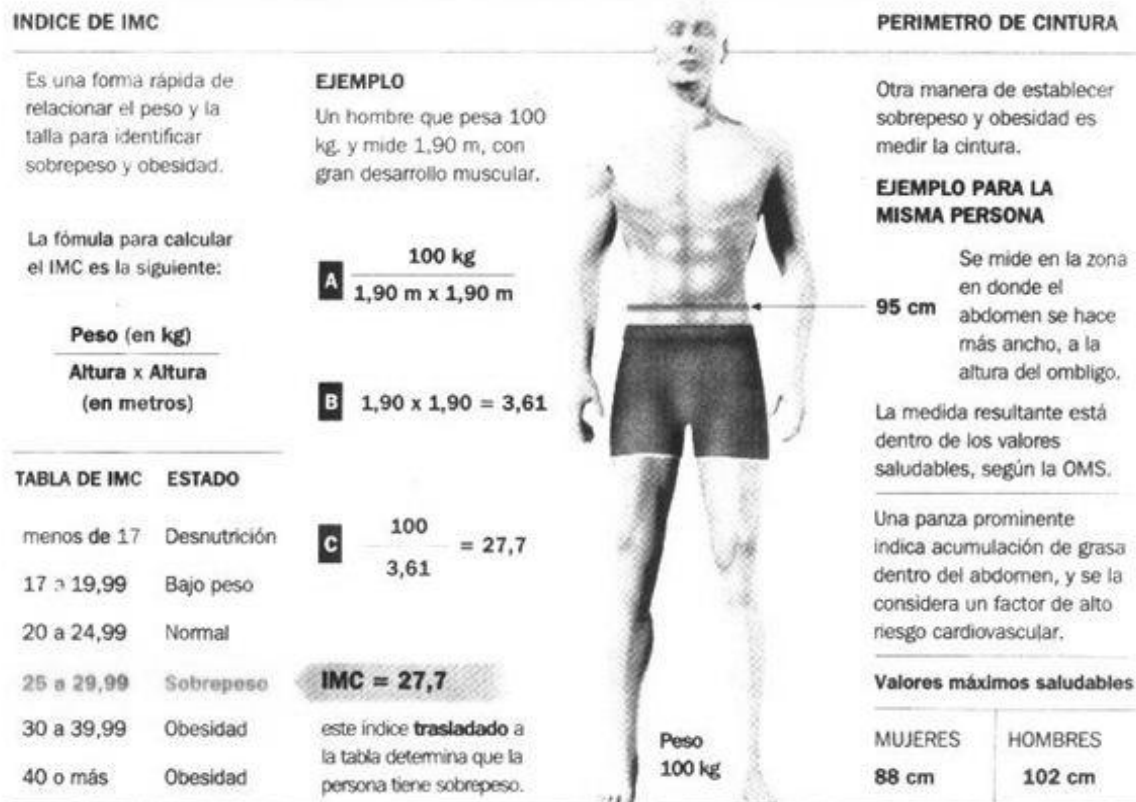 INDICE DE IMC
Es una forma rápida de
relacionar el peso y la
talla para identificar
sobrepeso y obesidad.
La fómula para calcular
el IMC es la siguiente:
Peso (en kg)
Altura x Altura
(en metros)
TABLA DE IMC ESTADO
menos de 17 Desnutrición
17 a 19,99 Bajo peso
20 a 24,99 Normal
25 a 29,99 Sobrepeso
30 a 39,99 Obesidad
40 o más Obesidad
EJEMPLO
Un hombre que pesa 100
kg. y mide 1,90 m, con
gran desarrollo muscular.
A
100 kg
1,90 m x 1,90 m
B 1,90 x 1,90 = 3,61
C
100
3,61
= 27,7
IMC = 27,7
este índice trasladado a
la tabla determina que la
persona tiene sobrepeso.
Peso
100 kg
PERIMETRO DE CINTURA
Otra manera de establecer
sobrepeso y obesidad es
medir la cintura.
EJEMPLO PARA LA
MISMA PERSONA
95 cm
Se mide en la zona
en donde el
abdomen se hace
más ancho, a la
altura del ombligo.
La medida resultante está
dentro de los valores
saludables, según la OMS.
Una panza prominente
indica acumulación de grasa
dentro del abdomen, y se la
considera un factor de alto
riesgo cardiovascular.
Valores máximos saludables
MUJERES HOMBRES
88 cm 102 cm